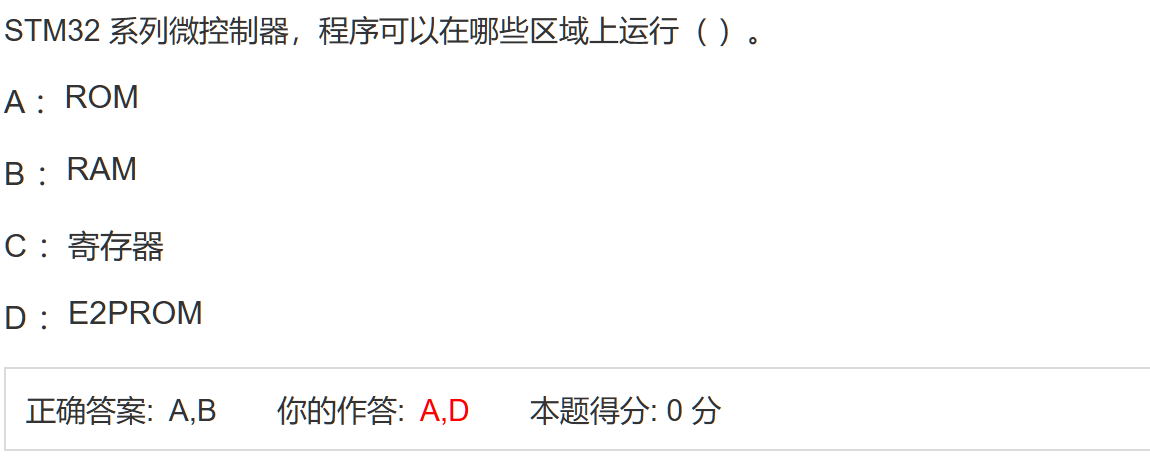 STM32 系列微控制器，程序可以在哪些区域上运行（ ）。
A： ROM
B： RAM
C： 寄存器
D： E2PROM
正确答案: A,B 你的作答: A,D 本题得分: 0 分